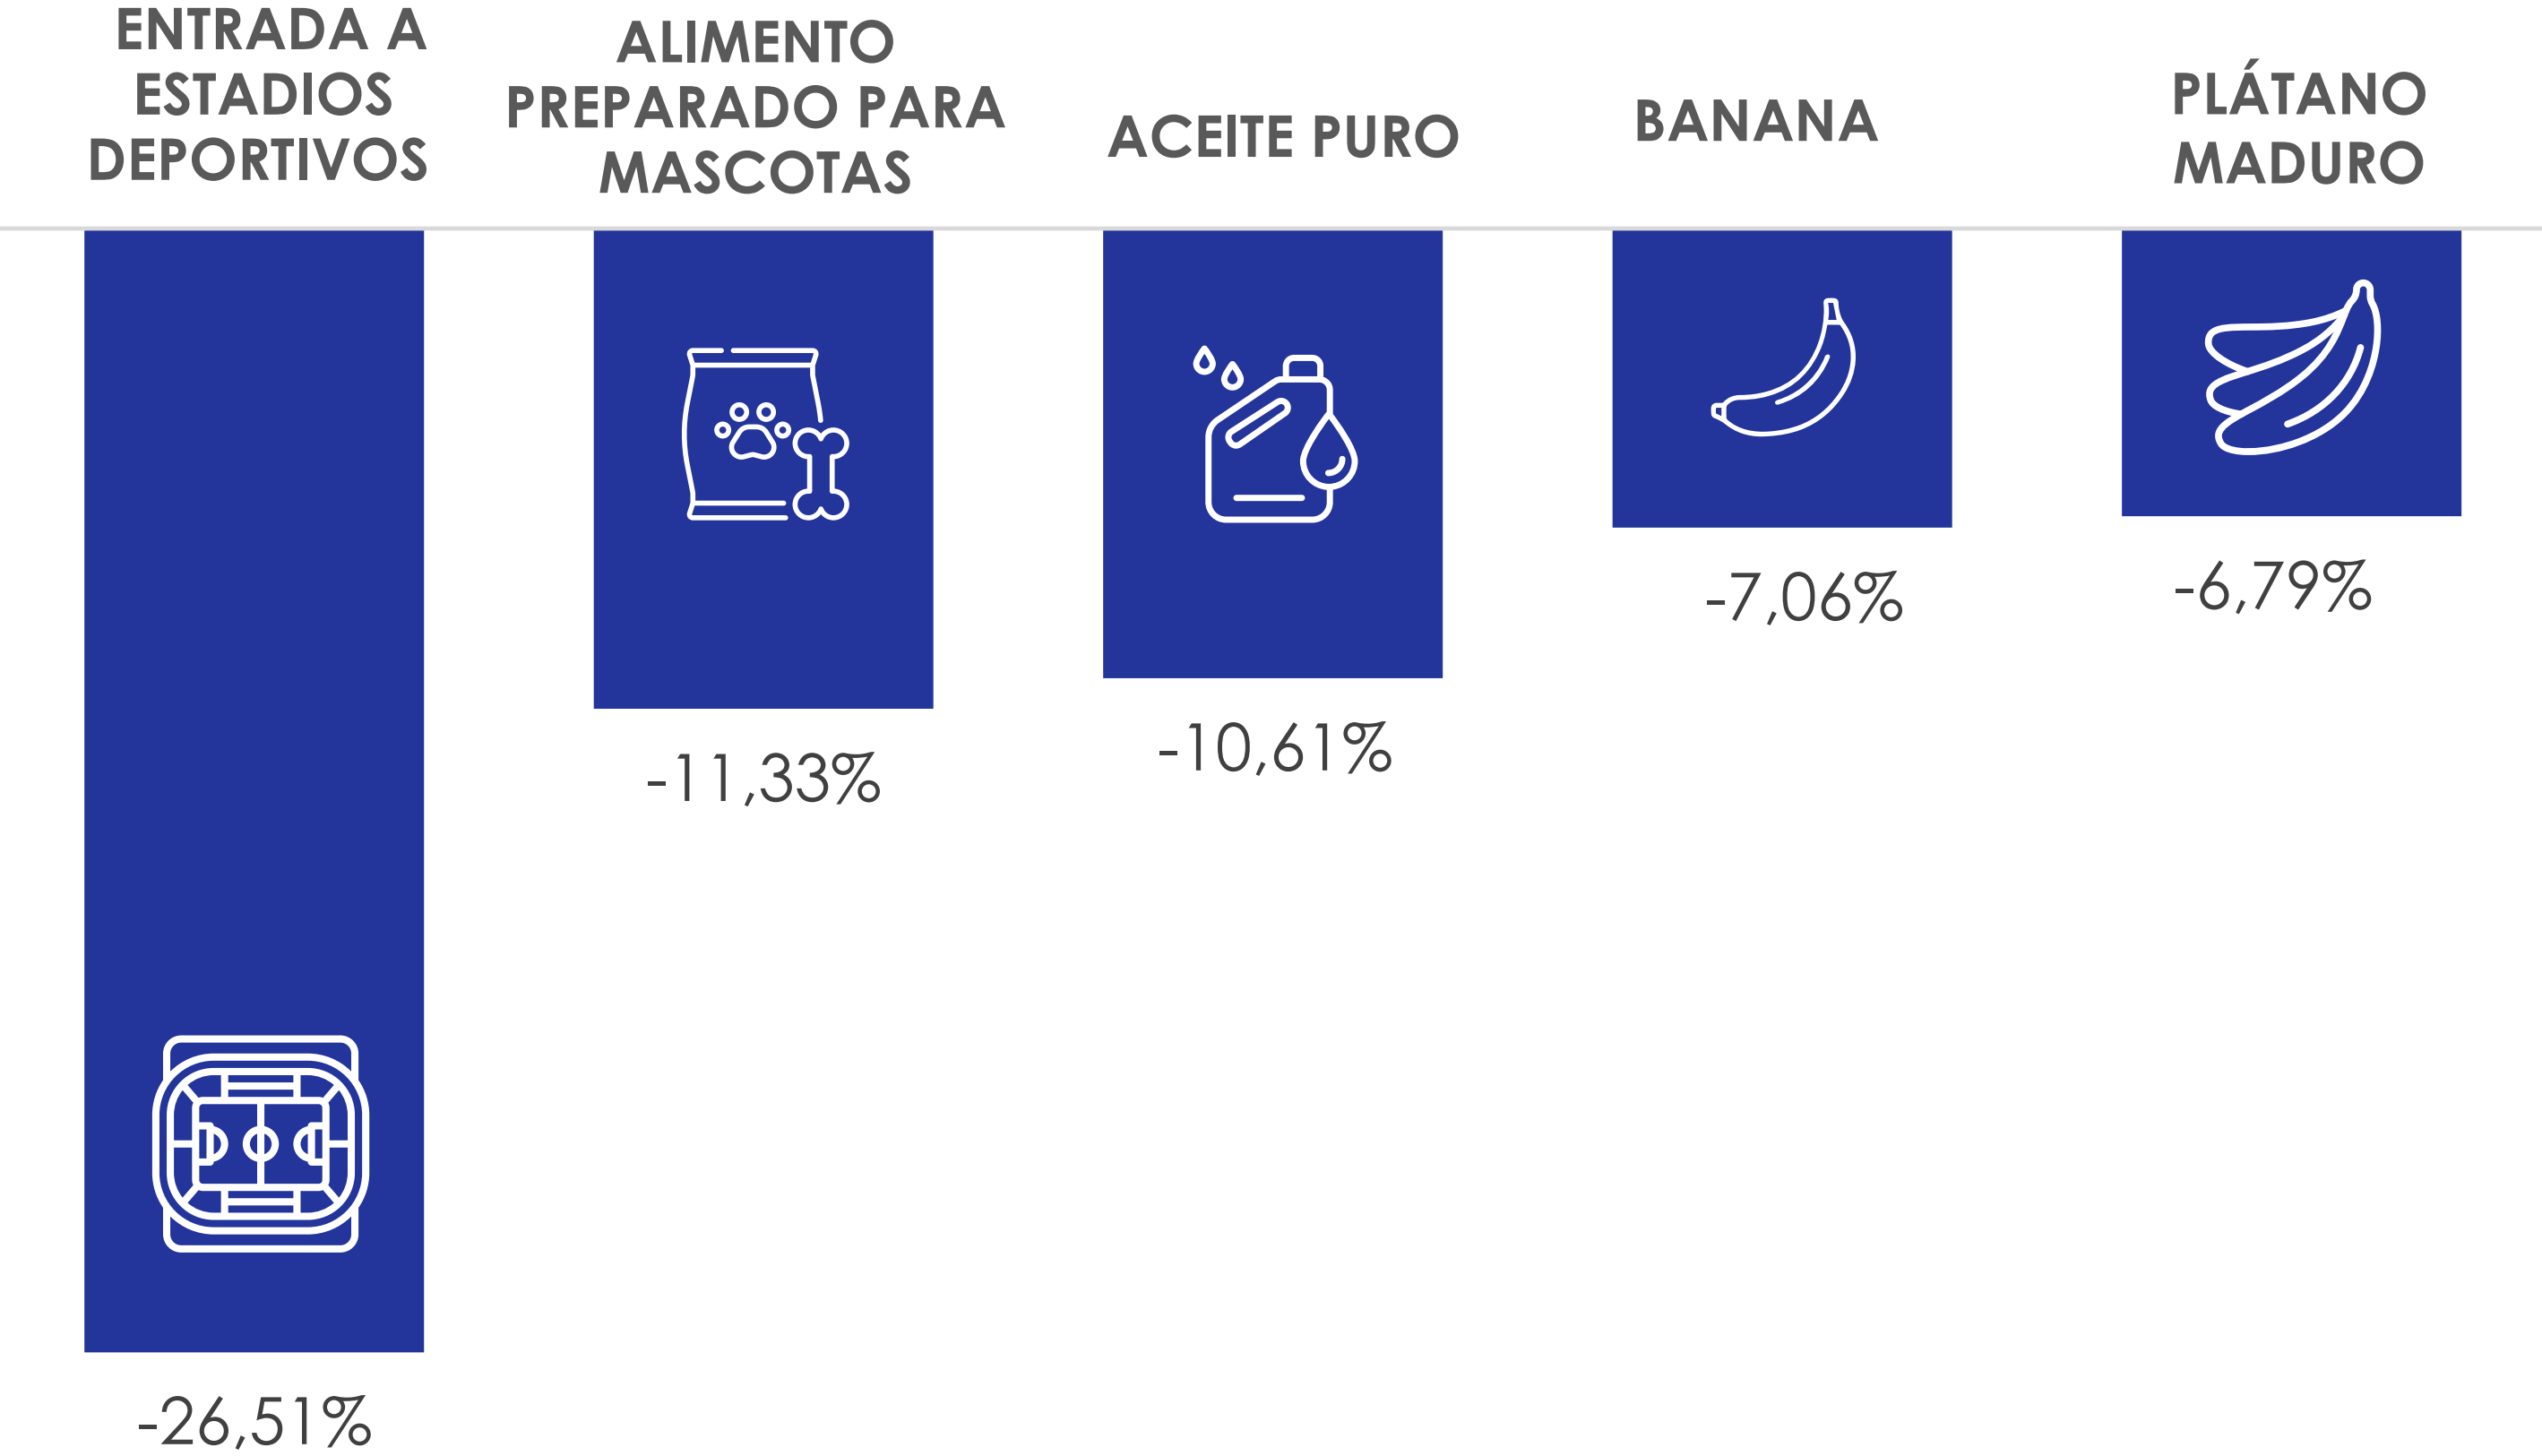 ENTRADA A
ESTADIOS
DEPORTIVOS
ALIMENTO
PREPARADO PARA
MASCOTAS
ACEITE PURO
BANANA
PLÁTANO
MADURO
-26,51%
-11,33%
-10,61%
-7,06%
-6,79%